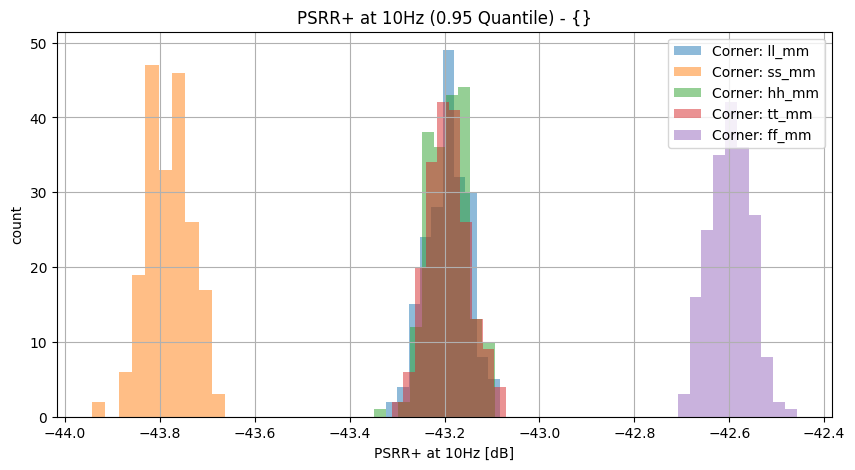 PSRR+ at 10Hz (0.95 Quantile) - {}
50
40
30
20
10
0
count
Corner: ll_mm
Corner: ss_mm
Corner: hh_mm
Corner: tt_mm
Corner: ff_mm
−44.0 −43.8 −43.6 −43.4 −43.2 −43.0 −42.8 −42.6 −42.4
PSRR+ at 10Hz [dB]